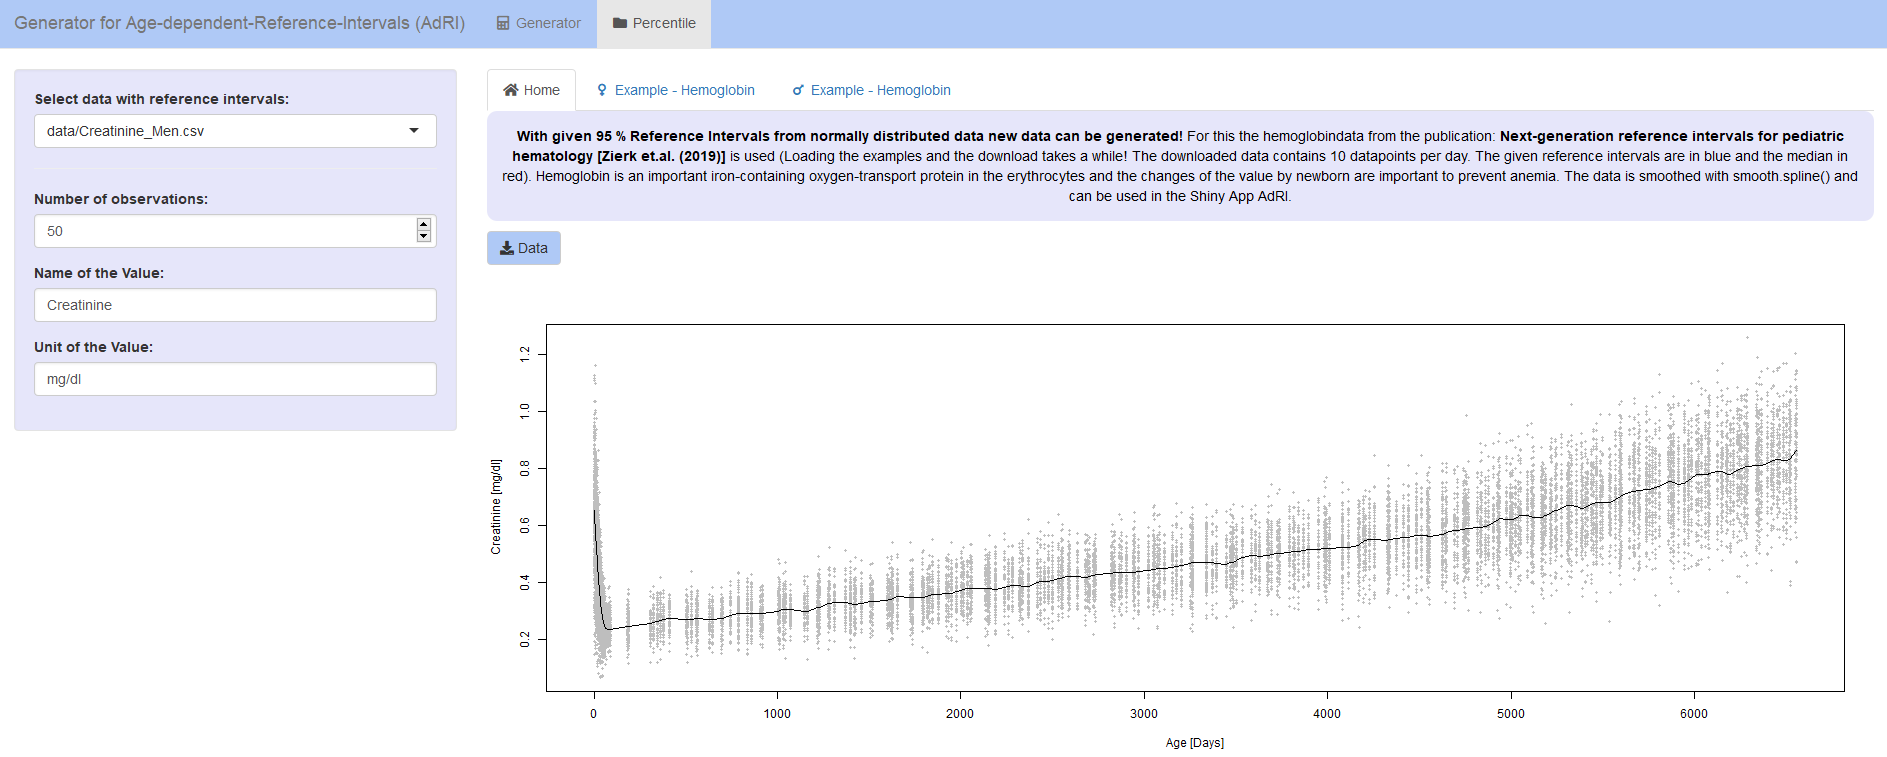 Generator for Age-dependent-Reference-Intervals (AdRI) Generator Percentile
Select data with reference intervals:
data/Creatinine_Men.csv
Number of observations:
50
Name of the Value:
Creatinine
Unit of the Value:
mg/dl
Home Example - Hemoglobin Example - Hemoglobin
With given 95 % Reference Intervals from normally distributed data new data can be generated! For this the hemoglobindata from the publication: Next-generation reference intervals for pediatric
hematology [Zierk et.al. (2019)] is used (Loading the examples and the download takes a while! The downloaded data contains 10 datapoints per day. The given reference intervals are in blue and the median in
red). Hemoglobin is an important iron-containing oxygen-transport protein in the erythrocytes and the changes of the value by newborn are important to prevent anemia. The data is smoothed with smooth.spline() and
can be used in the Shiny App AdRI.
Data
Creatinine [mg/dl]
1.2
1.0
0.8
0.6
0.4
0.2
0 1000 2000 3000 4000 5000 6000
Age [Days]